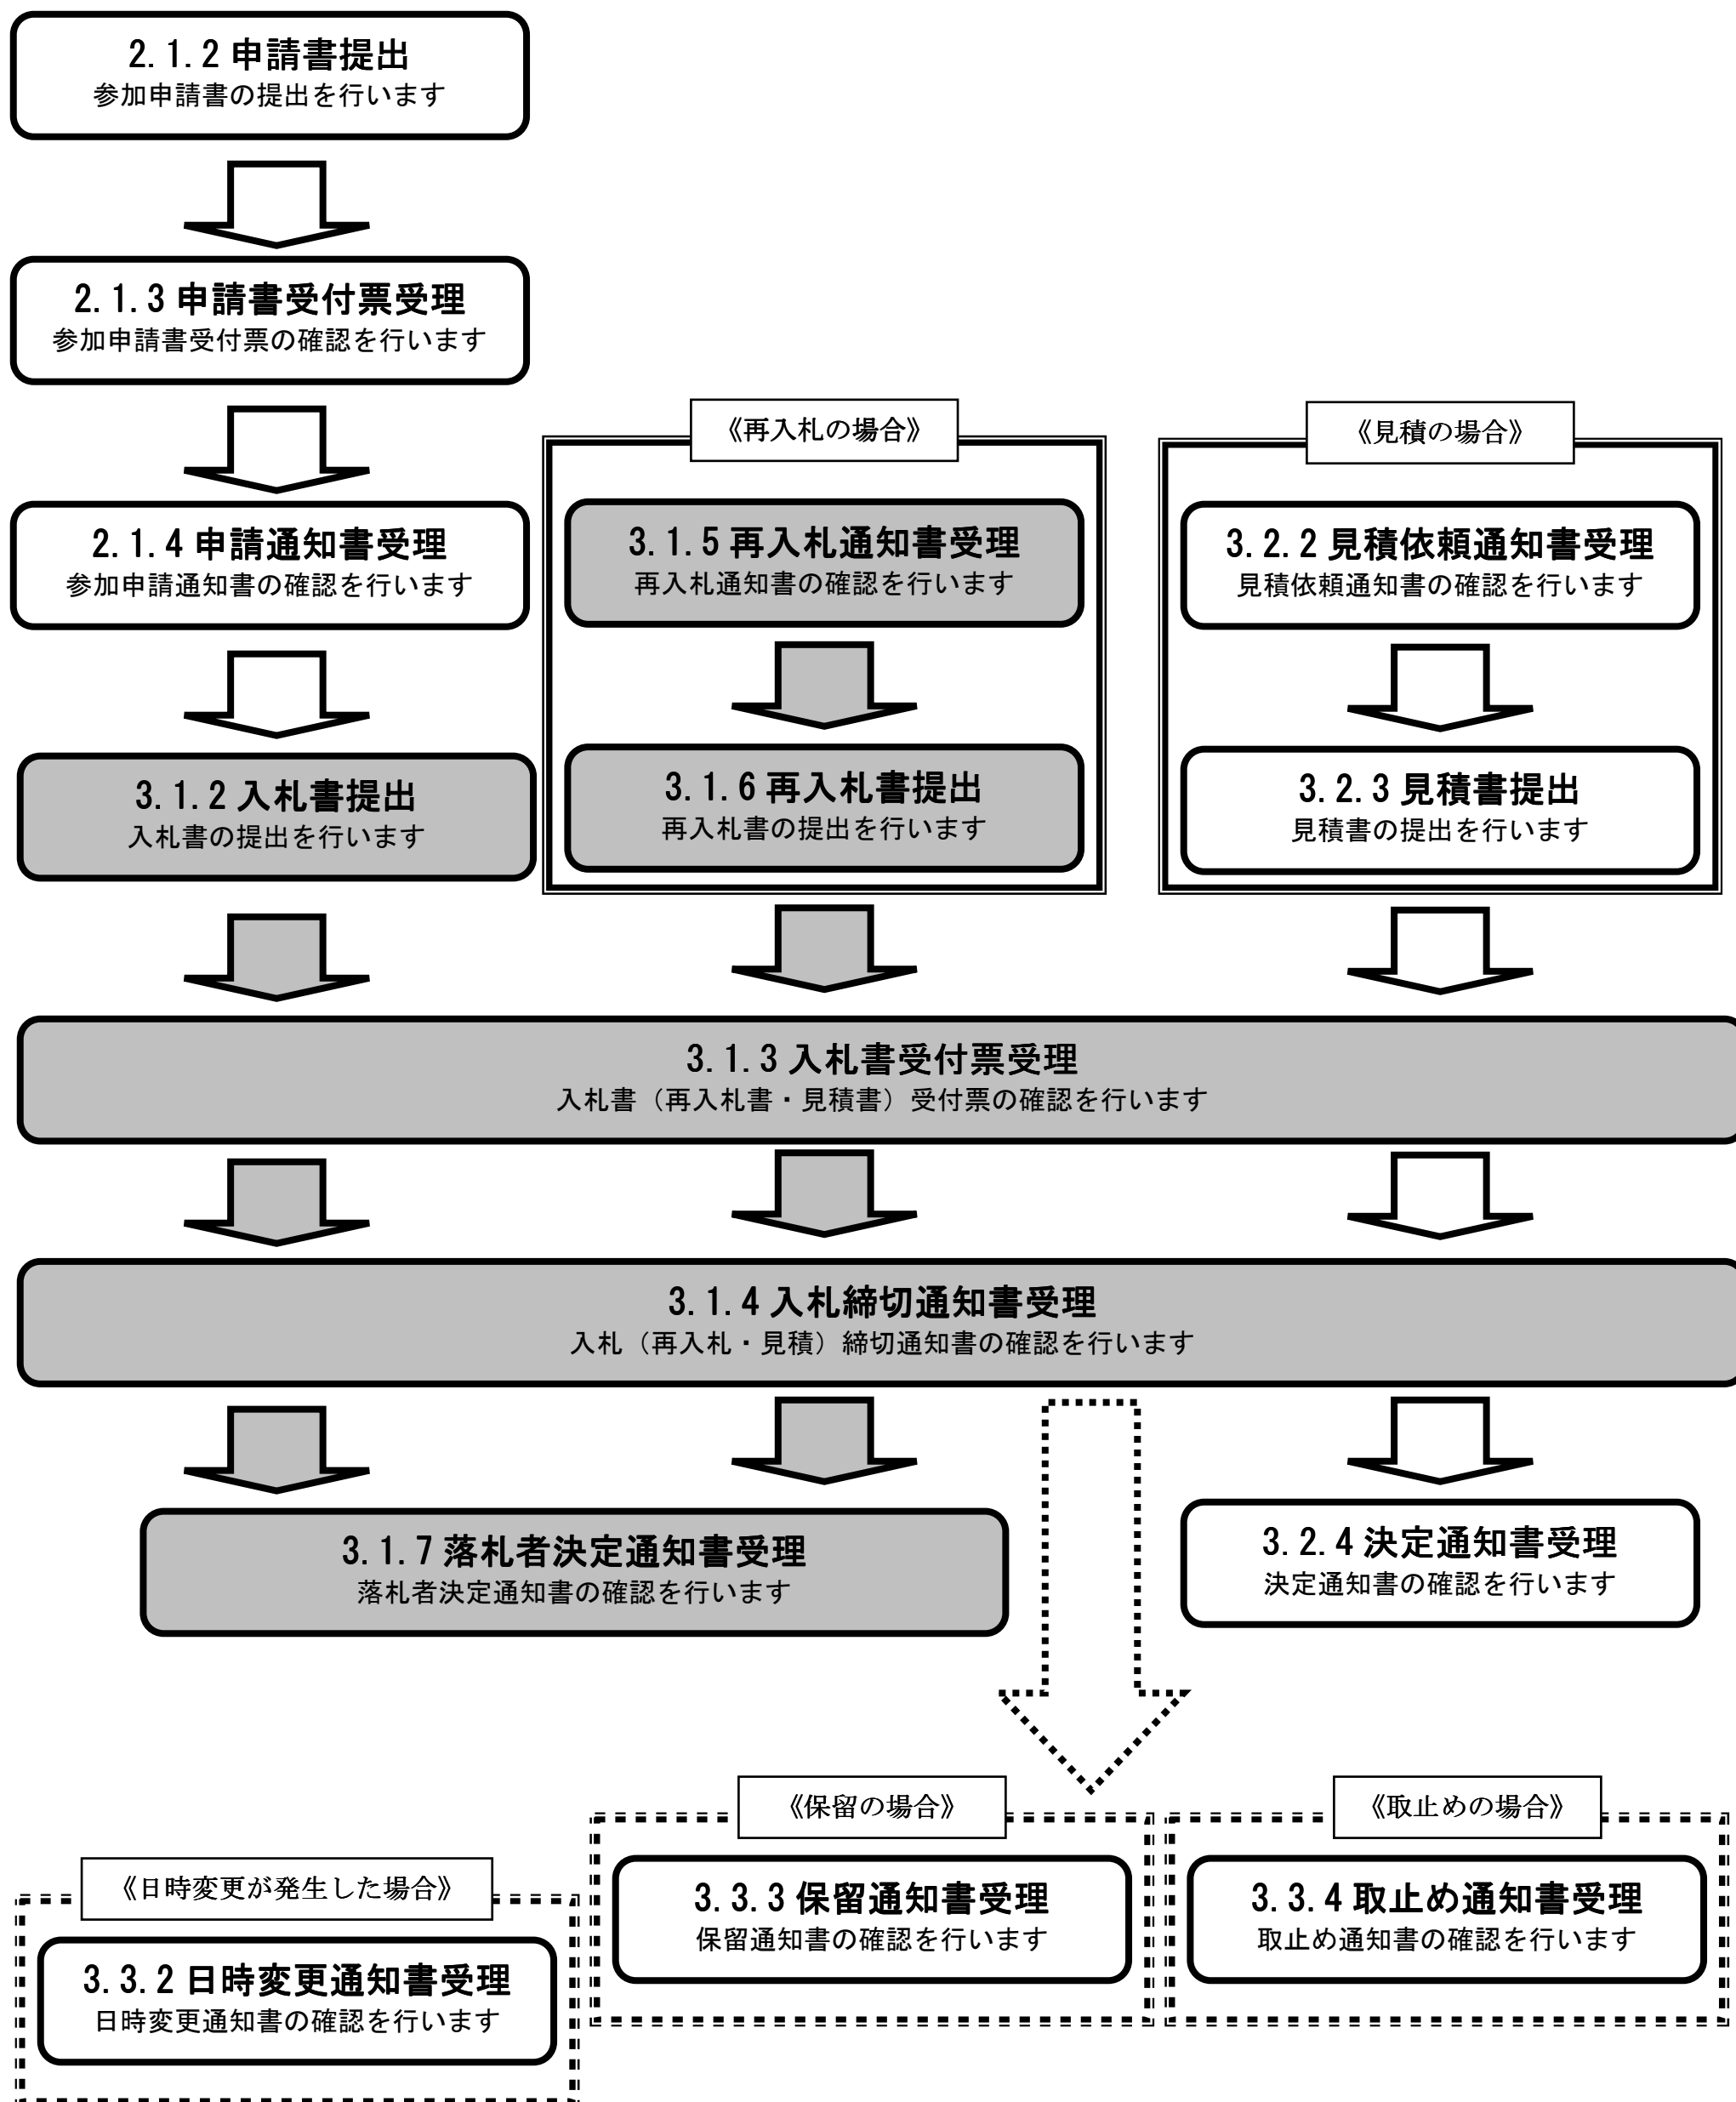 2.1.2 申請書提出
参加申請書の提出を行います
2.1.3 申請書受付票受理
参加申請書受付票の確認を行います
2.1.4 申請通知書受理
参加申請通知書の確認を行います
3.1.2 入札書提出
入札書の提出を行います
《再入札の場合》
3.1.5 再入札通知書受理
再入札通知書の確認を行います
3.1.6 再入札書提出
再入札書の提出を行います
《見積の場合》
3.2.2 見積依頼通知書受理
見積依頼通知書の確認を行います
3.2.3 見積書提出
見積書の提出を行います
3.1.3 入札書受付票受理
入札書（再入札書・見積書）受付票の確認を行います
3.1.4 入札締切通知書受理
入札（再入札・見積）締切通知書の確認を行います
3.1.7 落札者決定通知書受理
落札者決定通知書の確認を行います
3.2.4 決定通知書受理
決定通知書の確認を行います
《日時変更が発生した場合》
3.3.2 日時変更通知書受理
日時変更通知書の確認を行います
《保留の場合》
3.3.3 保留通知書受理
保留通知書の確認を行います
《取止めの場合》
3.3.4 取止め通知書受理
取止め通知書の確認を行います